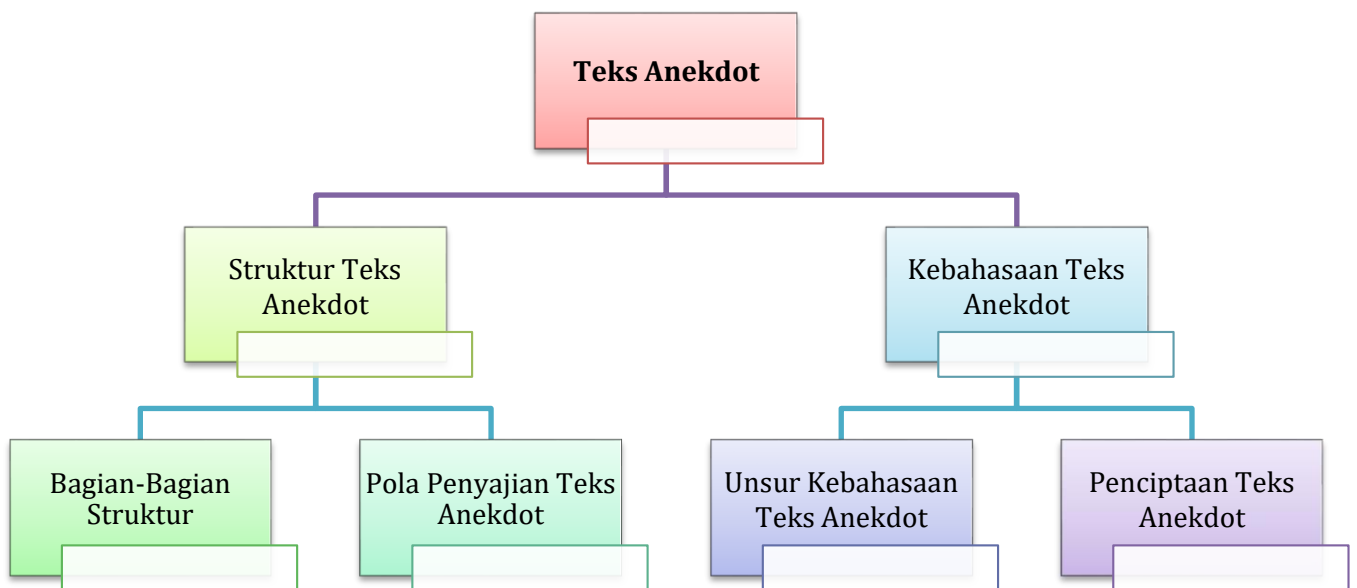 Teks Anekdot
Struktur Teks
Anekdot
Kebahasaan Teks
Anekdot
Bagian-Bagian
Struktur
Pola Penyajian Teks
Anekdot
Unsur Kebahasaan
Teks Anekdot
Penciptaan Teks
Anekdot